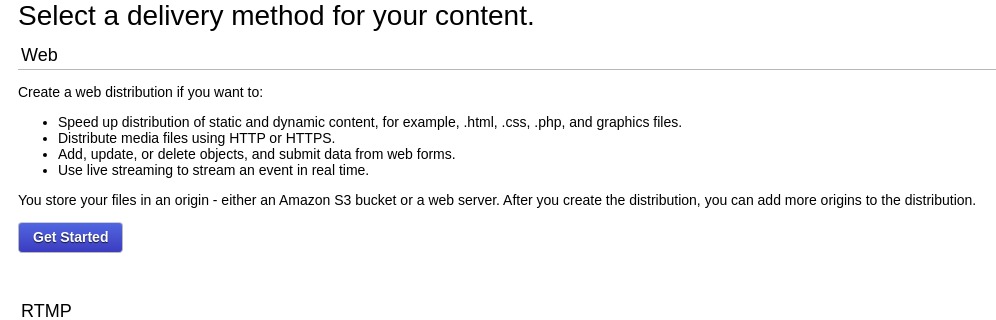 Select a delivery method for your content.
Web
Create a web distribution if you want to:
• Speed up distribution of static and dynamic content, for example, .html, .css, .php, and graphics files.
• Distribute media files using HTTP or HTTPS.
• Add, update, or delete objects, and submit data from web forms.
• Use live streaming to stream an event in real time.
You store your files in an origin - either an Amazon S3 bucket or a web server. After you create the distribution, you can add more origins to the distribution.
Get Started
RTMP